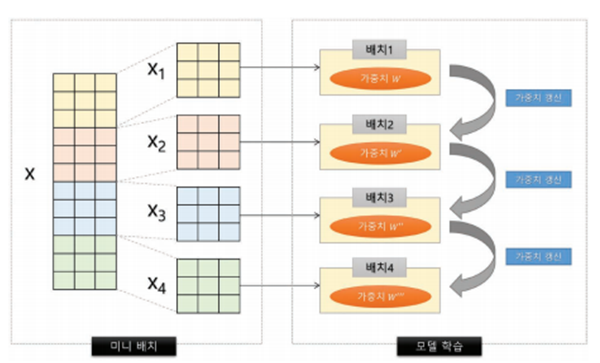 X
X1
X2
X3
X4
미니 배치
배치1
가중치 W
배치2
가중치 W'
배치3
가중치 W''
배치4
가중치 W'''
가중치 갱신
가중치 갱신
가중치 갱신
모델 학습